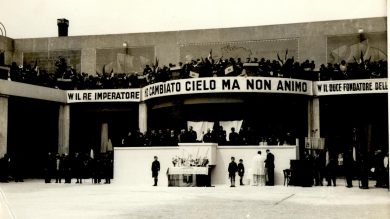 W IL RE IMPERATORE
CAMBIATO CIELO MA NON ANIMO
W IL DUCE FONDATORE DELL